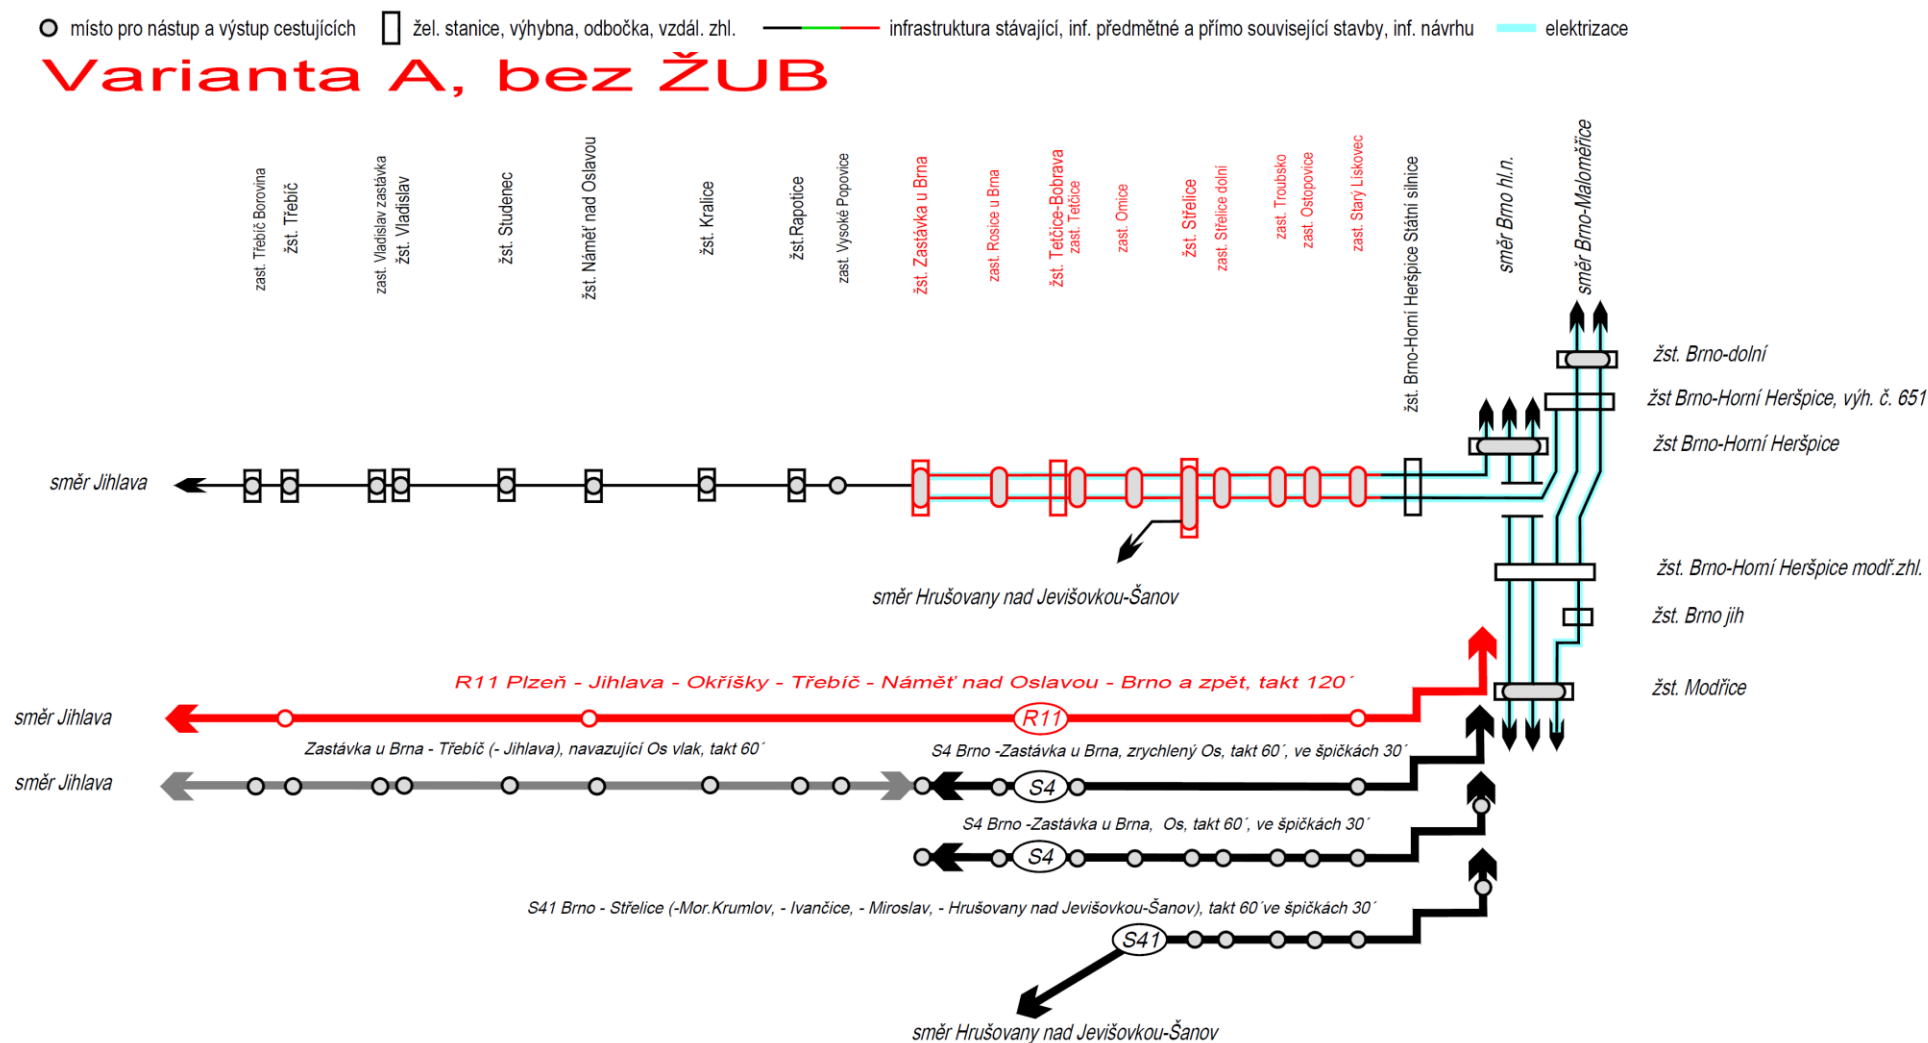 místo pro nástup a výstup cestujících
žel. stanice, výhybna, odbočka, vzdál. zhl.
infrastruktura stávající, inf. předmětné a přímo související stavby, inf. návrhu
elektrizace
Varianta A, bez ŽUB
zast. Třebíč Borovina
žst. Třebíč
zast. Vladislav zastávka
žst. Vladislav
žst. Studenec
žst. Náměť nad Oslavou
žst. Kralice
žst.Rapotice
zast. Vysoké Popovice
žst. Zastávka u Brna
zast. Rosice u Brna
žst. Tetčice-Bobrava
zast. Tetčice
zast. Omice
žst. Střelice
zast. Střelice dolní
zast. Troubsko
zast. Ostopovice
zast. Starý Lískovec
žst. Brno-Horní Heršpice Státní silnice
směr Brno hl.n.
směr Brno-Maloměřice
žst. Brno-dolní
žst Brno-Horní Heršpice, výh. č. 651
žst Brno-Horní Heršpice
směr Jihlava
žst. Brno-Horní Heršpice modř.zhl.
směr Hrušovany nad Jevišovkou-Šanov
žst. Brno jih
R11 Plzeň - Jihlava - Okříšky - Třebíč - Náměť nad Oslavou - Brno a zpět, takt 120´
žst. Modřice
směr Jihlava
R11
Zastávka u Brna - Třebíč (- Jihlava), navazující Os vlak, takt 60´
S4 Brno -Zastávka u Brna, zrychlený Os, takt 60´, ve špičkách 30´
směr Jihlava
S4
S4 Brno -Zastávka u Brna, Os, takt 60´, ve špičkách 30´
S4
S41 Brno - Střelice (-Mor.Krumlov, - Ivančice, - Miroslav, - Hrušovany nad Jevišovkou-Šanov), takt 60´ve špičkách 30´
S41
směr Hrušovany nad Jevišovkou-Šanov